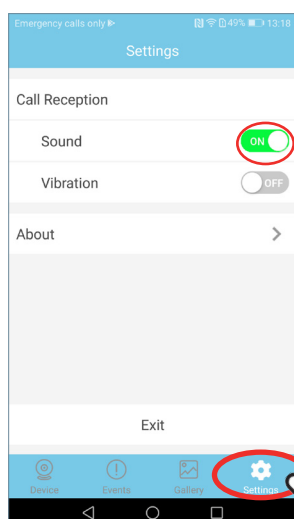 Emergency calls only 49% 13:18
Settings
Call Reception
Sound ON
Vibration OFF
About
Exit
Device Events Gallery Settings